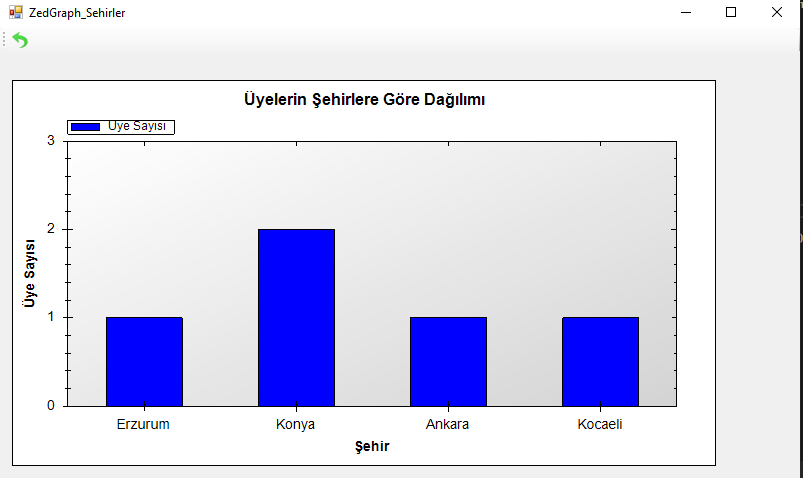 ZedGraph_Sehirler
Üyelerin Şehirlere Göre Dağılımı
Üye Sayısı
3
2
1
0
Üye Sayısı
Erzurum Konya Ankara Kocaeli
Şehir